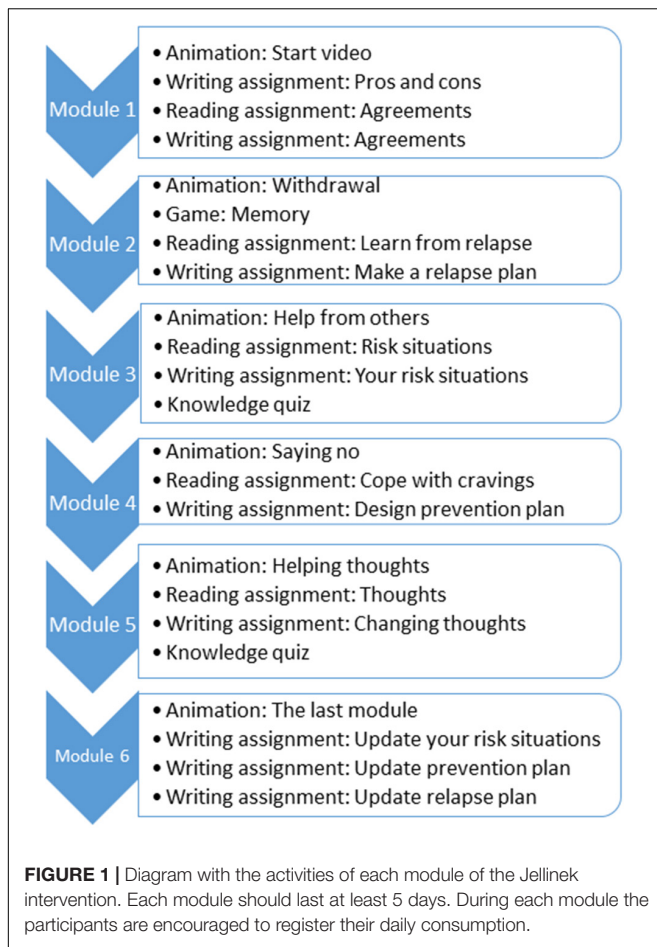 Module 1
• Animation: Start video
• Writing assignment: Pros and cons
• Reading assignment: Agreements
• Writing assignment: Agreements
Module 2
• Animation: Withdrawal
• Game: Memory
• Reading assignment: Learn from relapse
• Writing assignment: Make a relapse plan
Module 3
• Animation: Help from others
• Reading assignment: Risk situations
• Writing assignment: Your risk situations
• Knowledge quiz
Module 4
• Animation: Saying no
• Reading assignment: Cope with cravings
• Writing assignment: Design prevention plan
Module 5
• Animation: Helping thoughts
• Reading assignment: Thoughts
• Writing assignment: Changing thoughts
• Knowledge quiz
Module 6
• Animation: The last module
• Writing assignment: Update your risk situations
• Writing assignment: Update prevention plan
• Writing assignment: Update relapse plan
FIGURE 1 | Diagram with the activities of each module of the Jellinek
intervention. Each module should last at least 5 days. During each module the
participants are encouraged to register their daily consumption.